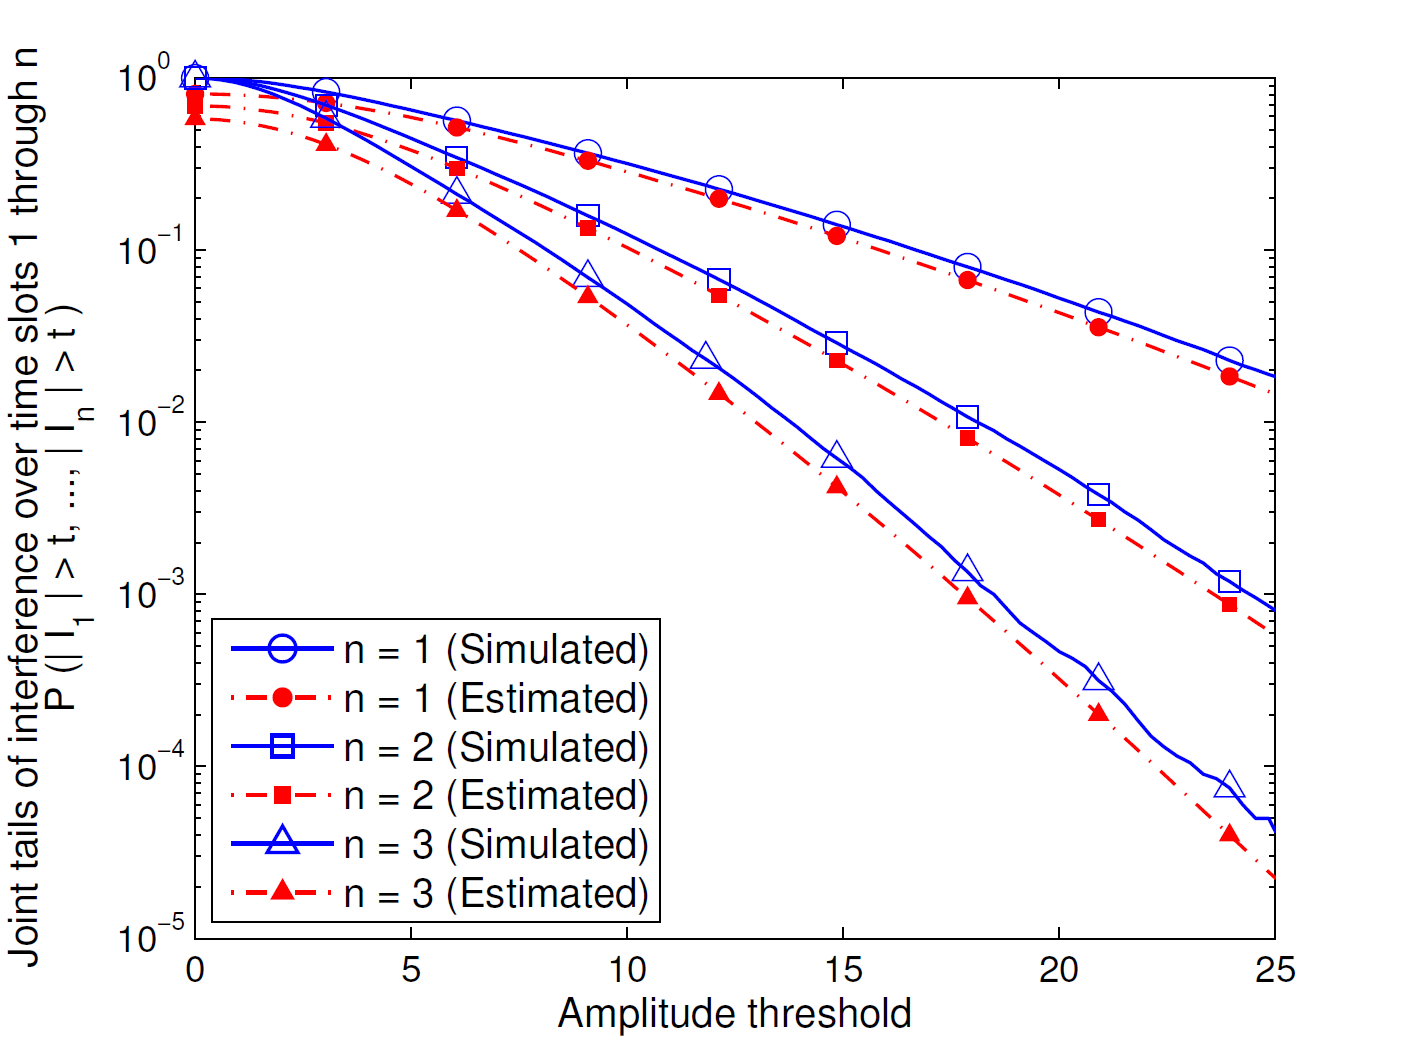 Joint tails of interference over time slots 1 through n
P (| I1 | > t, ..., | In | > t )
10^0
10^−1
10^−2
10^−3
10^−4
10^−5
n = 1 (Simulated)
n = 1 (Estimated)
n = 2 (Simulated)
n = 2 (Estimated)
n = 3 (Simulated)
n = 3 (Estimated)
0 5 10 15 20 25
Amplitude threshold